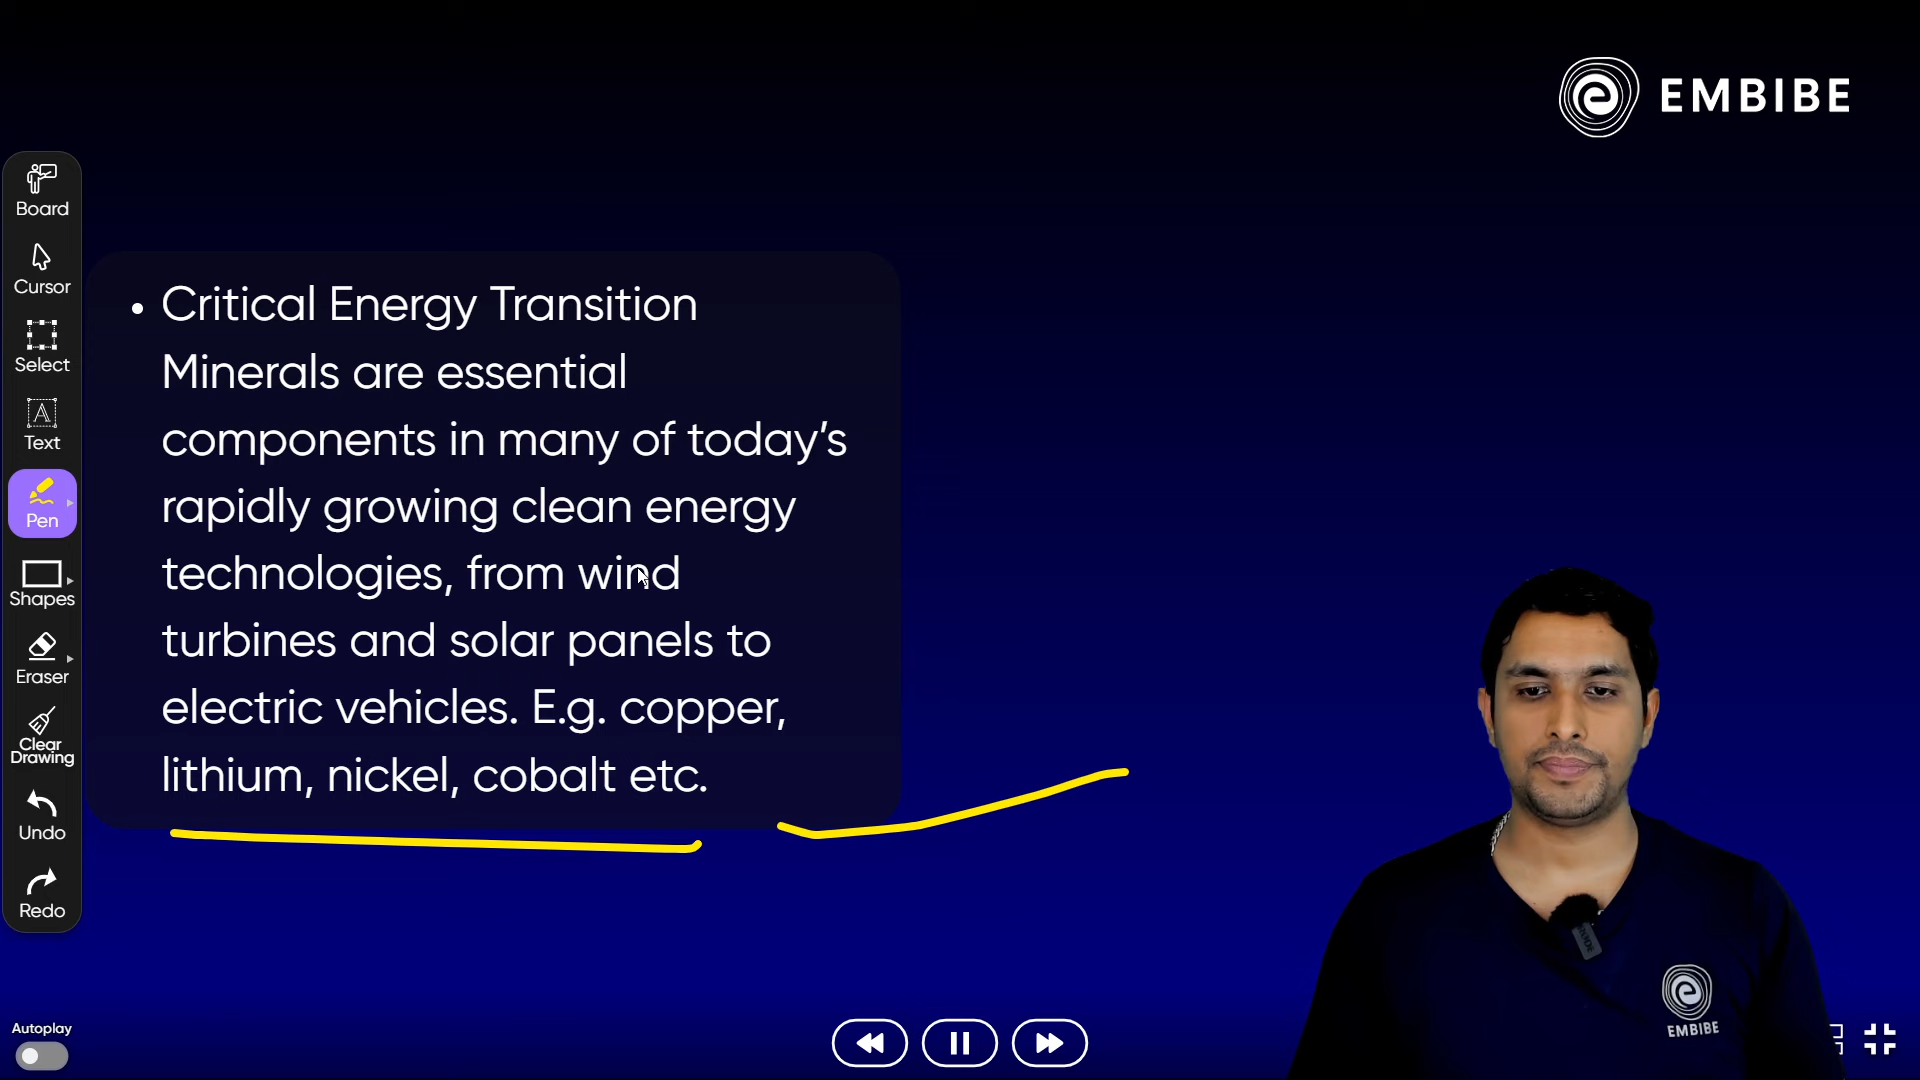 EMBIBE
Board
Cursor
Select
Text
Pen
Shapes
Eraser
Clear
Drawing
Undo
Redo
• Critical Energy Transition
Minerals are essential
components in many of today’s
rapidly growing clean energy
technologies, from wind
turbines and solar panels to
electric vehicles. E.g. copper,
lithium, nickel, cobalt etc.
EMBIBE
Autoplay